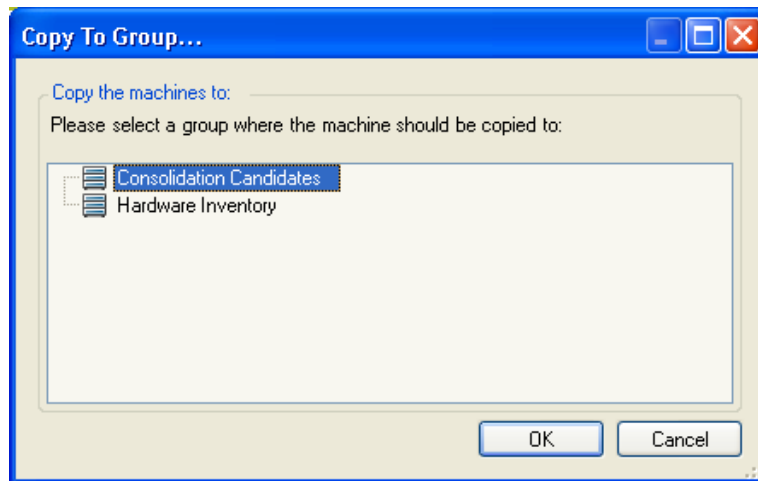 Copy To Group...
Copy the machines to:
Please select a group where the machine should be copied to:
Consolidation Candidates
Hardware Inventory
OK
Cancel